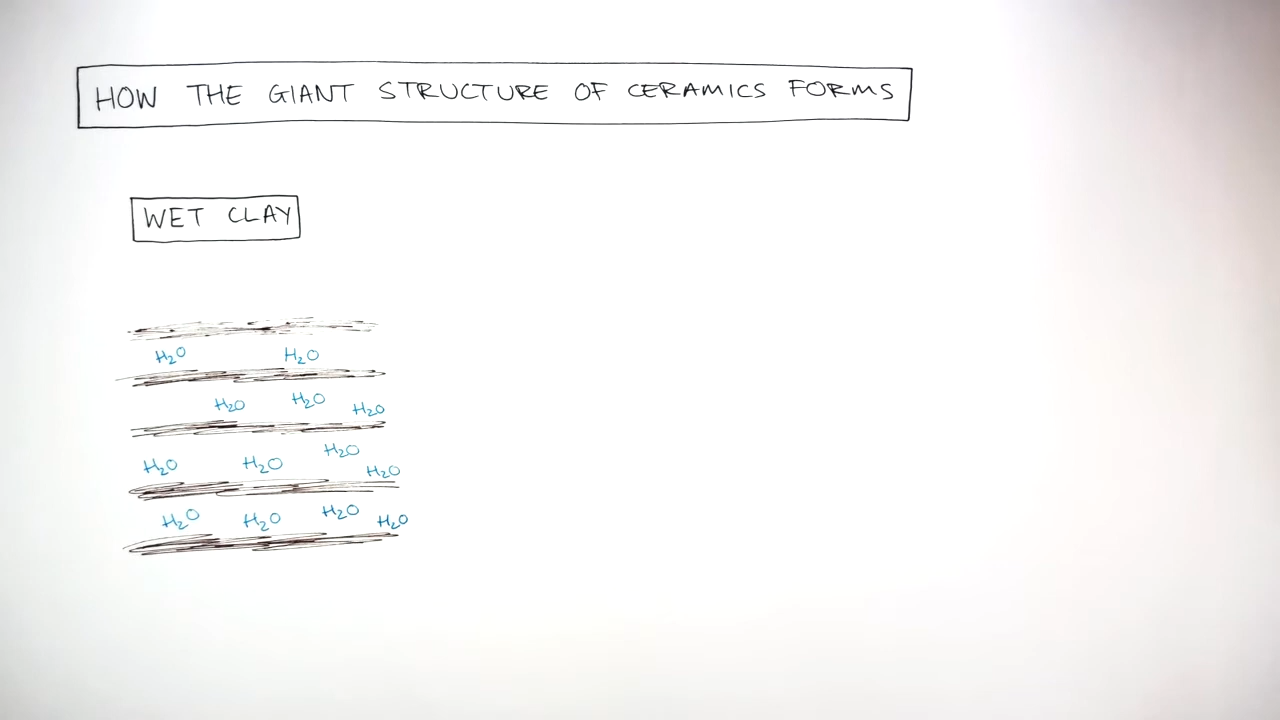 HOW THE GIANT STRUCTURE OF CERAMICS FORMS
WET CLAY
H₂O H₂O
H₂O H₂O H₂O
H₂O H₂O H₂O H₂O
H₂O H₂O H₂O H₂O